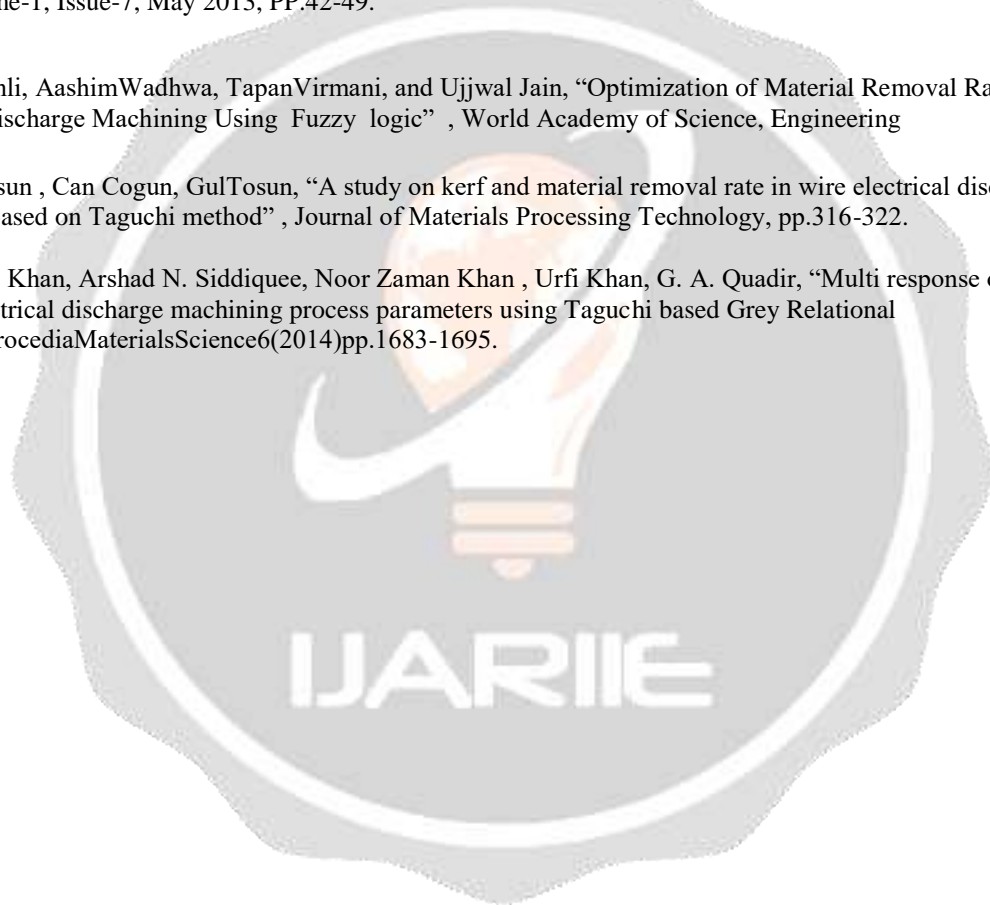 ne-1, Issue-7, May 2013, PP.42-49.
nli, AashimWadhwa, TapanVirmani, and Ujjwal Jain, “Optimization of Material Removal Ra
ischarge Machining Using Fuzzy logic” , World Academy of Science, Engineering
sun , Can Cogun, GulTosun, “A study on kerf and material removal rate in wire electrical disc
ased on Taguchi method” , Journal of Materials Processing Technology, pp.316-322.
Khan, Arshad N. Siddiquee, Noor Zaman Khan , Urfi Khan, G. A. Quadir, “Multi response o
trical discharge machining process parameters using Taguchi based Grey Relational
rocediaMaterialsScience6(2014)pp.1683-1695.
IJARIIE